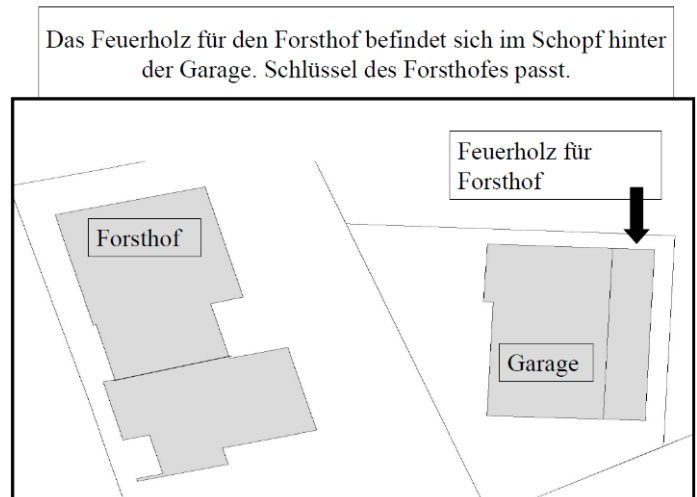 Das Feuerholz für den Forsthof befindet sich im Schopf hinter
der Garage. Schlüssel des Forsthofes passt.
Feuerholz für
Forsthof
Forsthof
Garage